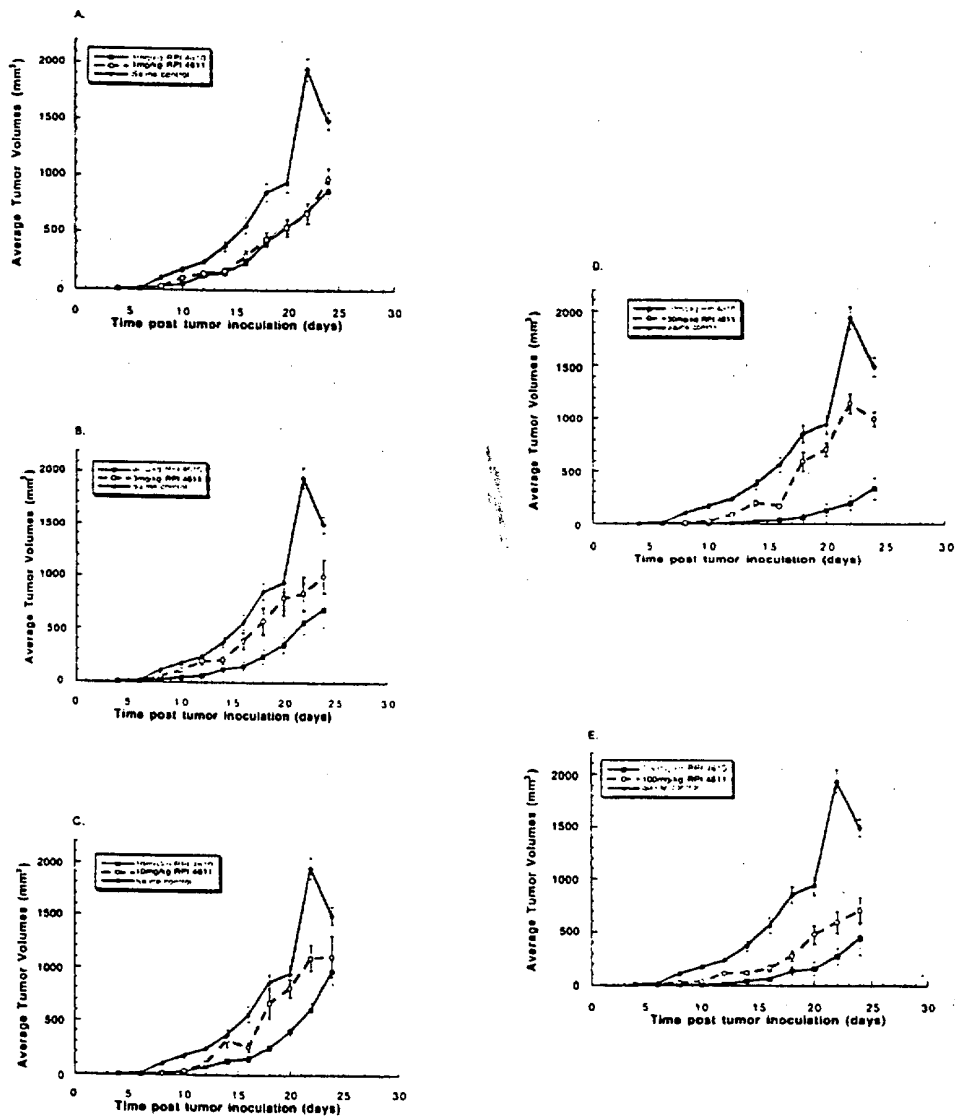 A.
Average Tumor Volumes (mm³)
2000
1500
1000
500
0
1mg/kg RPI 4610
1mg/kg RPI 4611
Saline control
0 5 10 15 20 25 30
Time post tumor inoculation (days)
B.
Average Tumor Volumes (mm³)
2000
1500
1000
500
0
3mg/kg RPI 4611
0 5 10 15 20 25 30
Time post tumor inoculation (days)
C.
Average Tumor Volumes (mm³)
2000
1500
1000
500
0
10mg/kg RPI 4611
Saline control
0 5 10 15 20 25 30
Time post tumor inoculation (days)
D.
Average Tumor Volumes (mm³)
2000
1500
1000
500
0
30mg/kg RPI 4611
0 5 10 15 20 25 30
Time post tumor inoculation (days)
E.
Average Tumor Volumes (mm³)
2000
1500
1000
500
0
100mg/kg RPI 4611
0 5 10 15 20 25 30
Time post tumor inoculation (days)